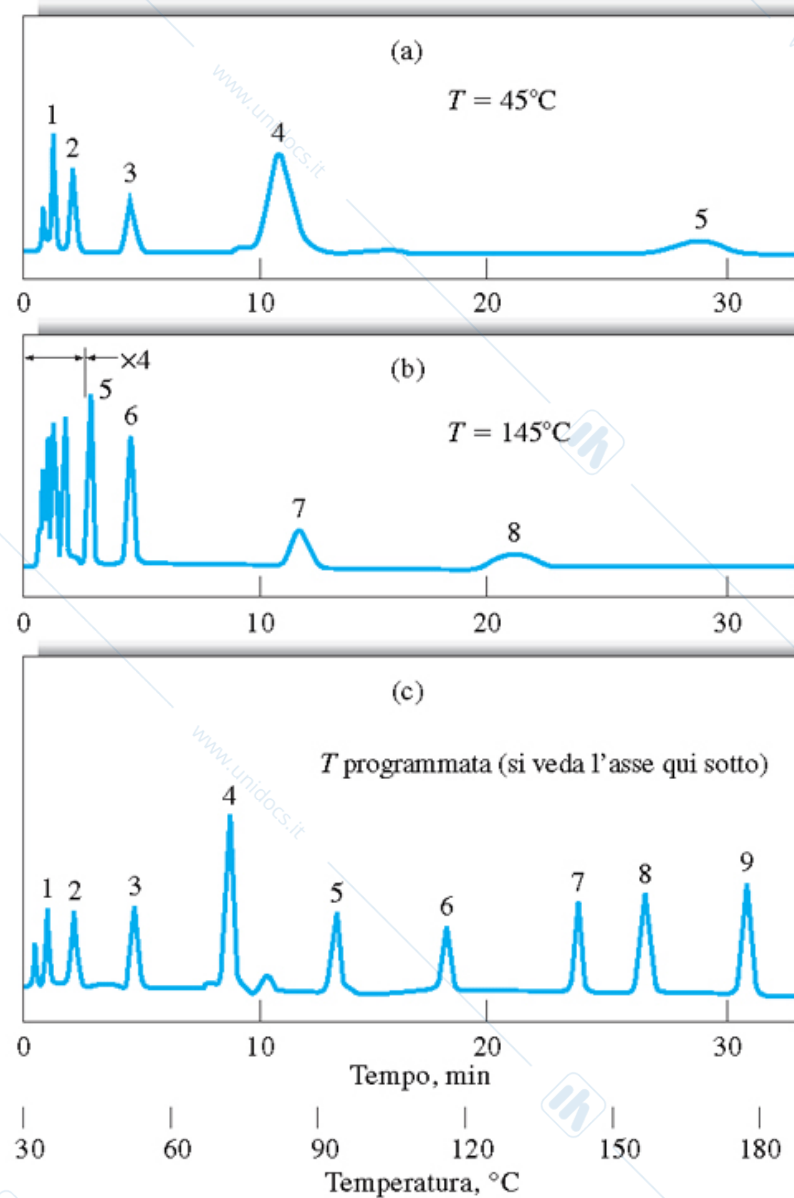 (a)
T = 45°C
1
2
3
4
5
0 10 20 30
×4
(b)
T = 145°C
5
6
7
8
0 10 20 30
(c)
T programmata (si veda l'asse qui sotto)
1
2
3
4
5
6
7
8
9
0 10 20 30
Tempo, min
30 60 90 120 150 180
Temperatura, °C
www.unidocs.it
www.unidocs.it